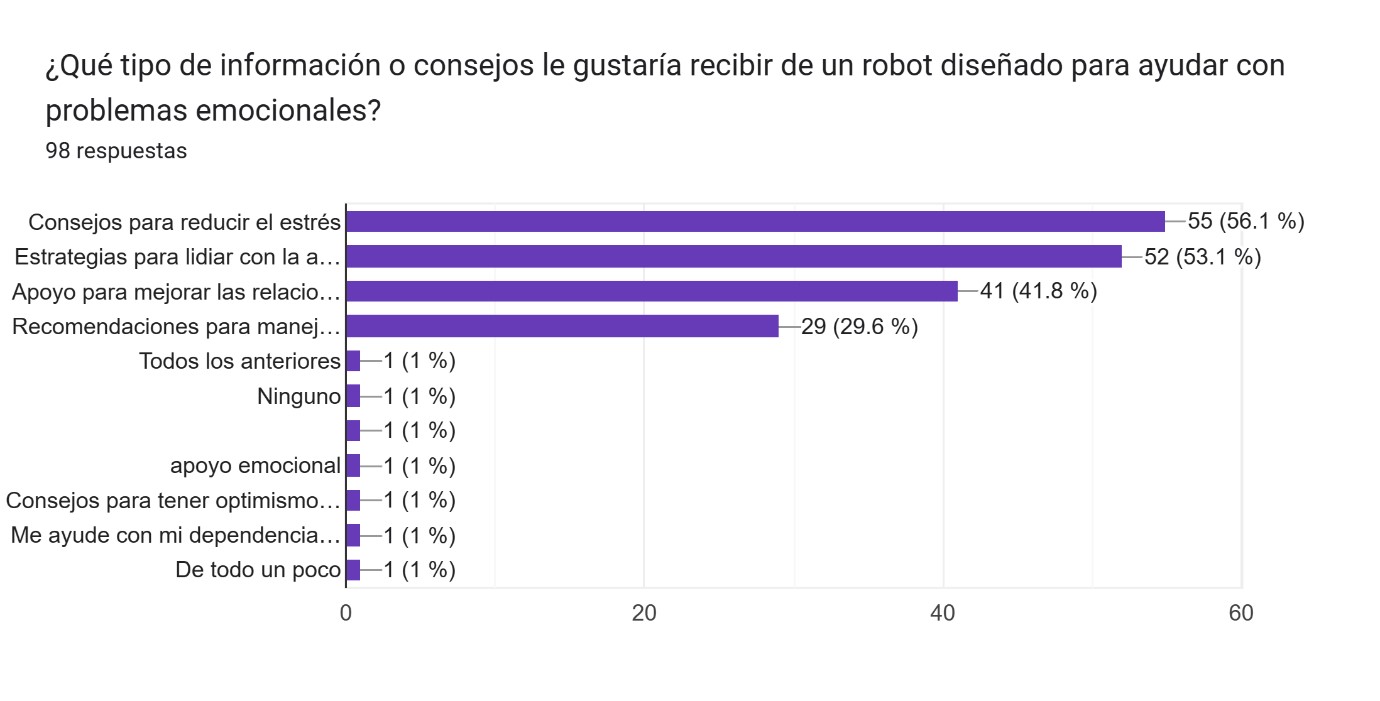 ¿Qué tipo de información o consejos le gustaría recibir de un robot diseñado para ayudar con
problemas emocionales?
98 respuestas
Consejos para reducir el estrés 55 (56.1 %)
Estrategias para lidiar con la a… 52 (53.1 %)
Apoyo para mejorar las relacio… 41 (41.8 %)
Recomendaciones para manej… 29 (29.6 %)
Todos los anteriores 1 (1 %)
Ninguno 1 (1 %)
1 (1 %)
apoyo emocional 1 (1 %)
Consejos para tener optimismo… 1 (1 %)
Me ayude con mi dependencia… 1 (1 %)
De todo un poco 1 (1 %)
0 20 40 60